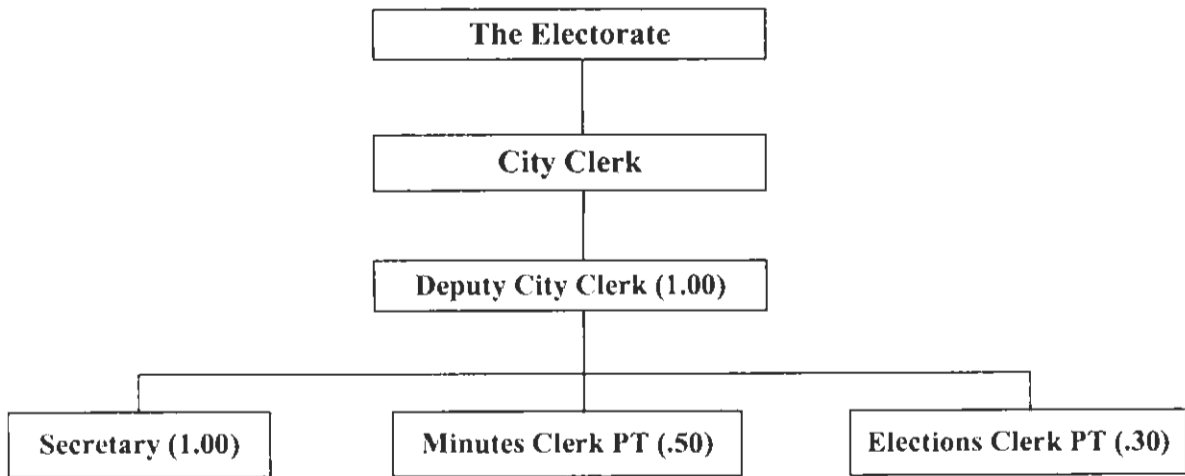 The Electorate
City Clerk
Deputy City Clerk (1.00)
Secretary (1.00)
Minutes Clerk PT (.50)
Elections Clerk PT (.30)